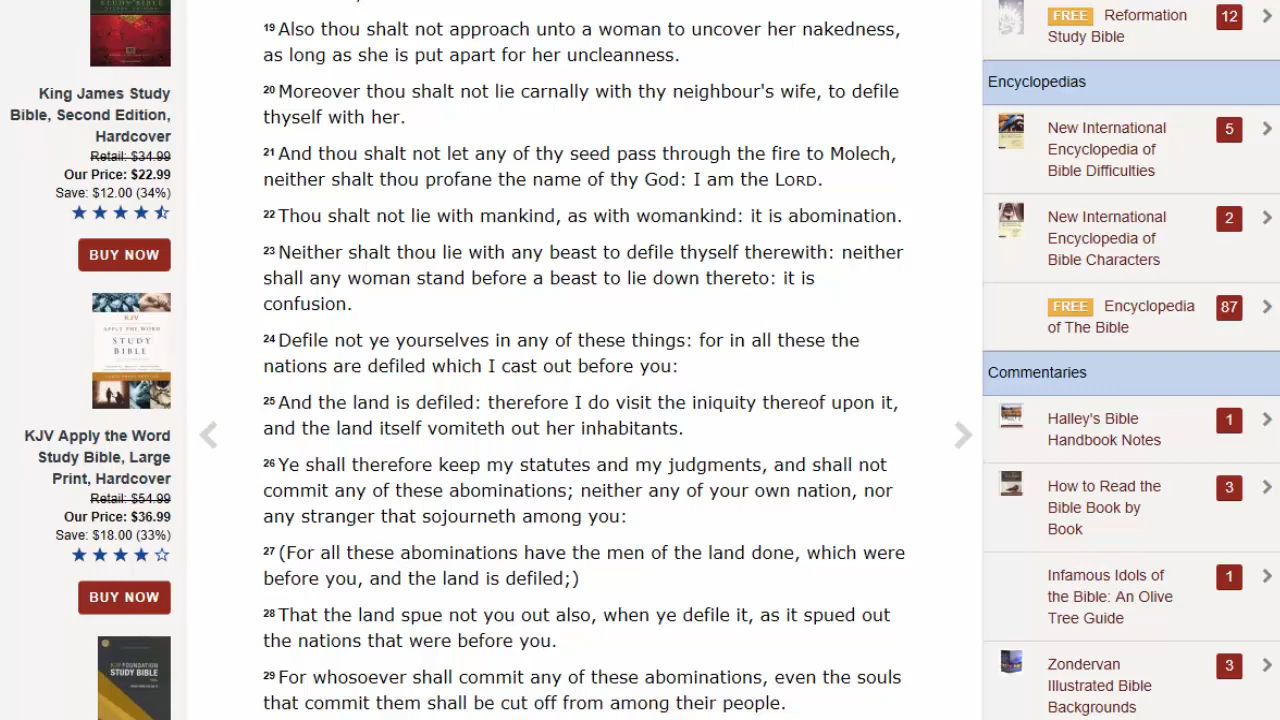 STUDY BIBLE
King James Study
Bible, Second Edition,
Hardcover
Retail: $34.99
Our Price: $22.99
Save: $12.00 (34%)
BUY NOW
KJV
APPLY THE WORD
STUDY
BIBLE
KJV Apply the Word
Study Bible, Large
Print, Hardcover
Retail: $54.99
Our Price: $36.99
Save: $18.00 (33%)
BUY NOW
KJV FOUNDATION
STUDY BIBLE
19 Also thou shalt not approach unto a woman to uncover her nakedness,
as long as she is put apart for her uncleanness.
20 Moreover thou shalt not lie carnally with thy neighbour's wife, to defile
thyself with her.
21 And thou shalt not let any of thy seed pass through the fire to Molech,
neither shalt thou profane the name of thy God: I am the LORD.
22 Thou shalt not lie with mankind, as with womankind: it is abomination.
23 Neither shalt thou lie with any beast to defile thyself therewith: neither
shall any woman stand before a beast to lie down thereto: it is
confusion.
24 Defile not ye yourselves in any of these things: for in all these the
nations are defiled which I cast out before you:
25 And the land is defiled: therefore I do visit the iniquity thereof upon it,
and the land itself vomiteth out her inhabitants.
26 Ye shall therefore keep my statutes and my judgments, and shall not
commit any of these abominations; neither any of your own nation, nor
any stranger that sojourneth among you:
27 (For all these abominations have the men of the land done, which were
before you, and the land is defiled;)
28 That the land spue not you out also, when ye defile it, as it spued out
the nations that were before you.
29 For whosoever shall commit any of these abominations, even the souls
that commit them shall be cut off from among their people.
FREE Reformation 12
Study Bible
Encyclopedias
New International 5
Encyclopedia of
Bible Difficulties
New International 2
Encyclopedia of
Bible Characters
FREE Encyclopedia 87
of The Bible
Commentaries
Halley's Bible 1
Handbook Notes
How to Read the 3
Bible Book by
Book
Infamous Idols of 1
the Bible: An Olive
Tree Guide
Zondervan 3
Illustrated Bible
Backgrounds